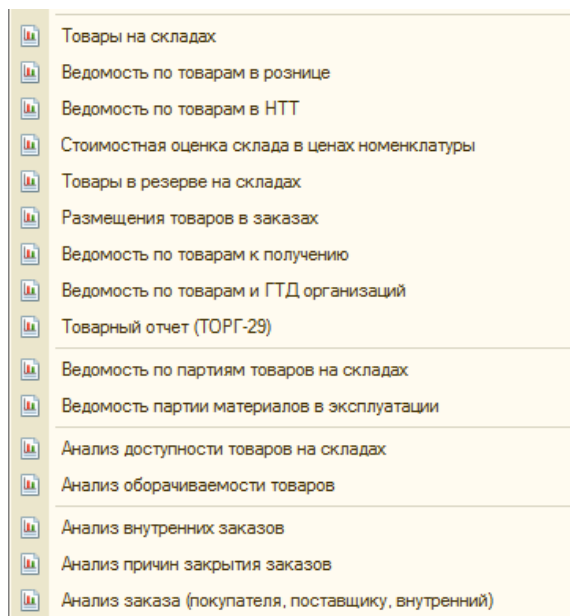 Товары на складах
Ведомость по товарам в рознице
Ведомость по товарам в НТТ
Стоимостная оценка склада в ценах номенклатуры
Товары в резерве на складах
Размещения товаров в заказах
Ведомость по товарам к получению
Ведомость по товарам и ГТД организаций
Товарный отчет (ТОРГ-29)
Ведомость по партиям товаров на складах
Ведомость партии материалов в эксплуатации
Анализ доступности товаров на складах
Анализ оборачиваемости товаров
Анализ внутренних заказов
Анализ причин закрытия заказов
Анализ заказа (покупателя, поставщику, внутренний)